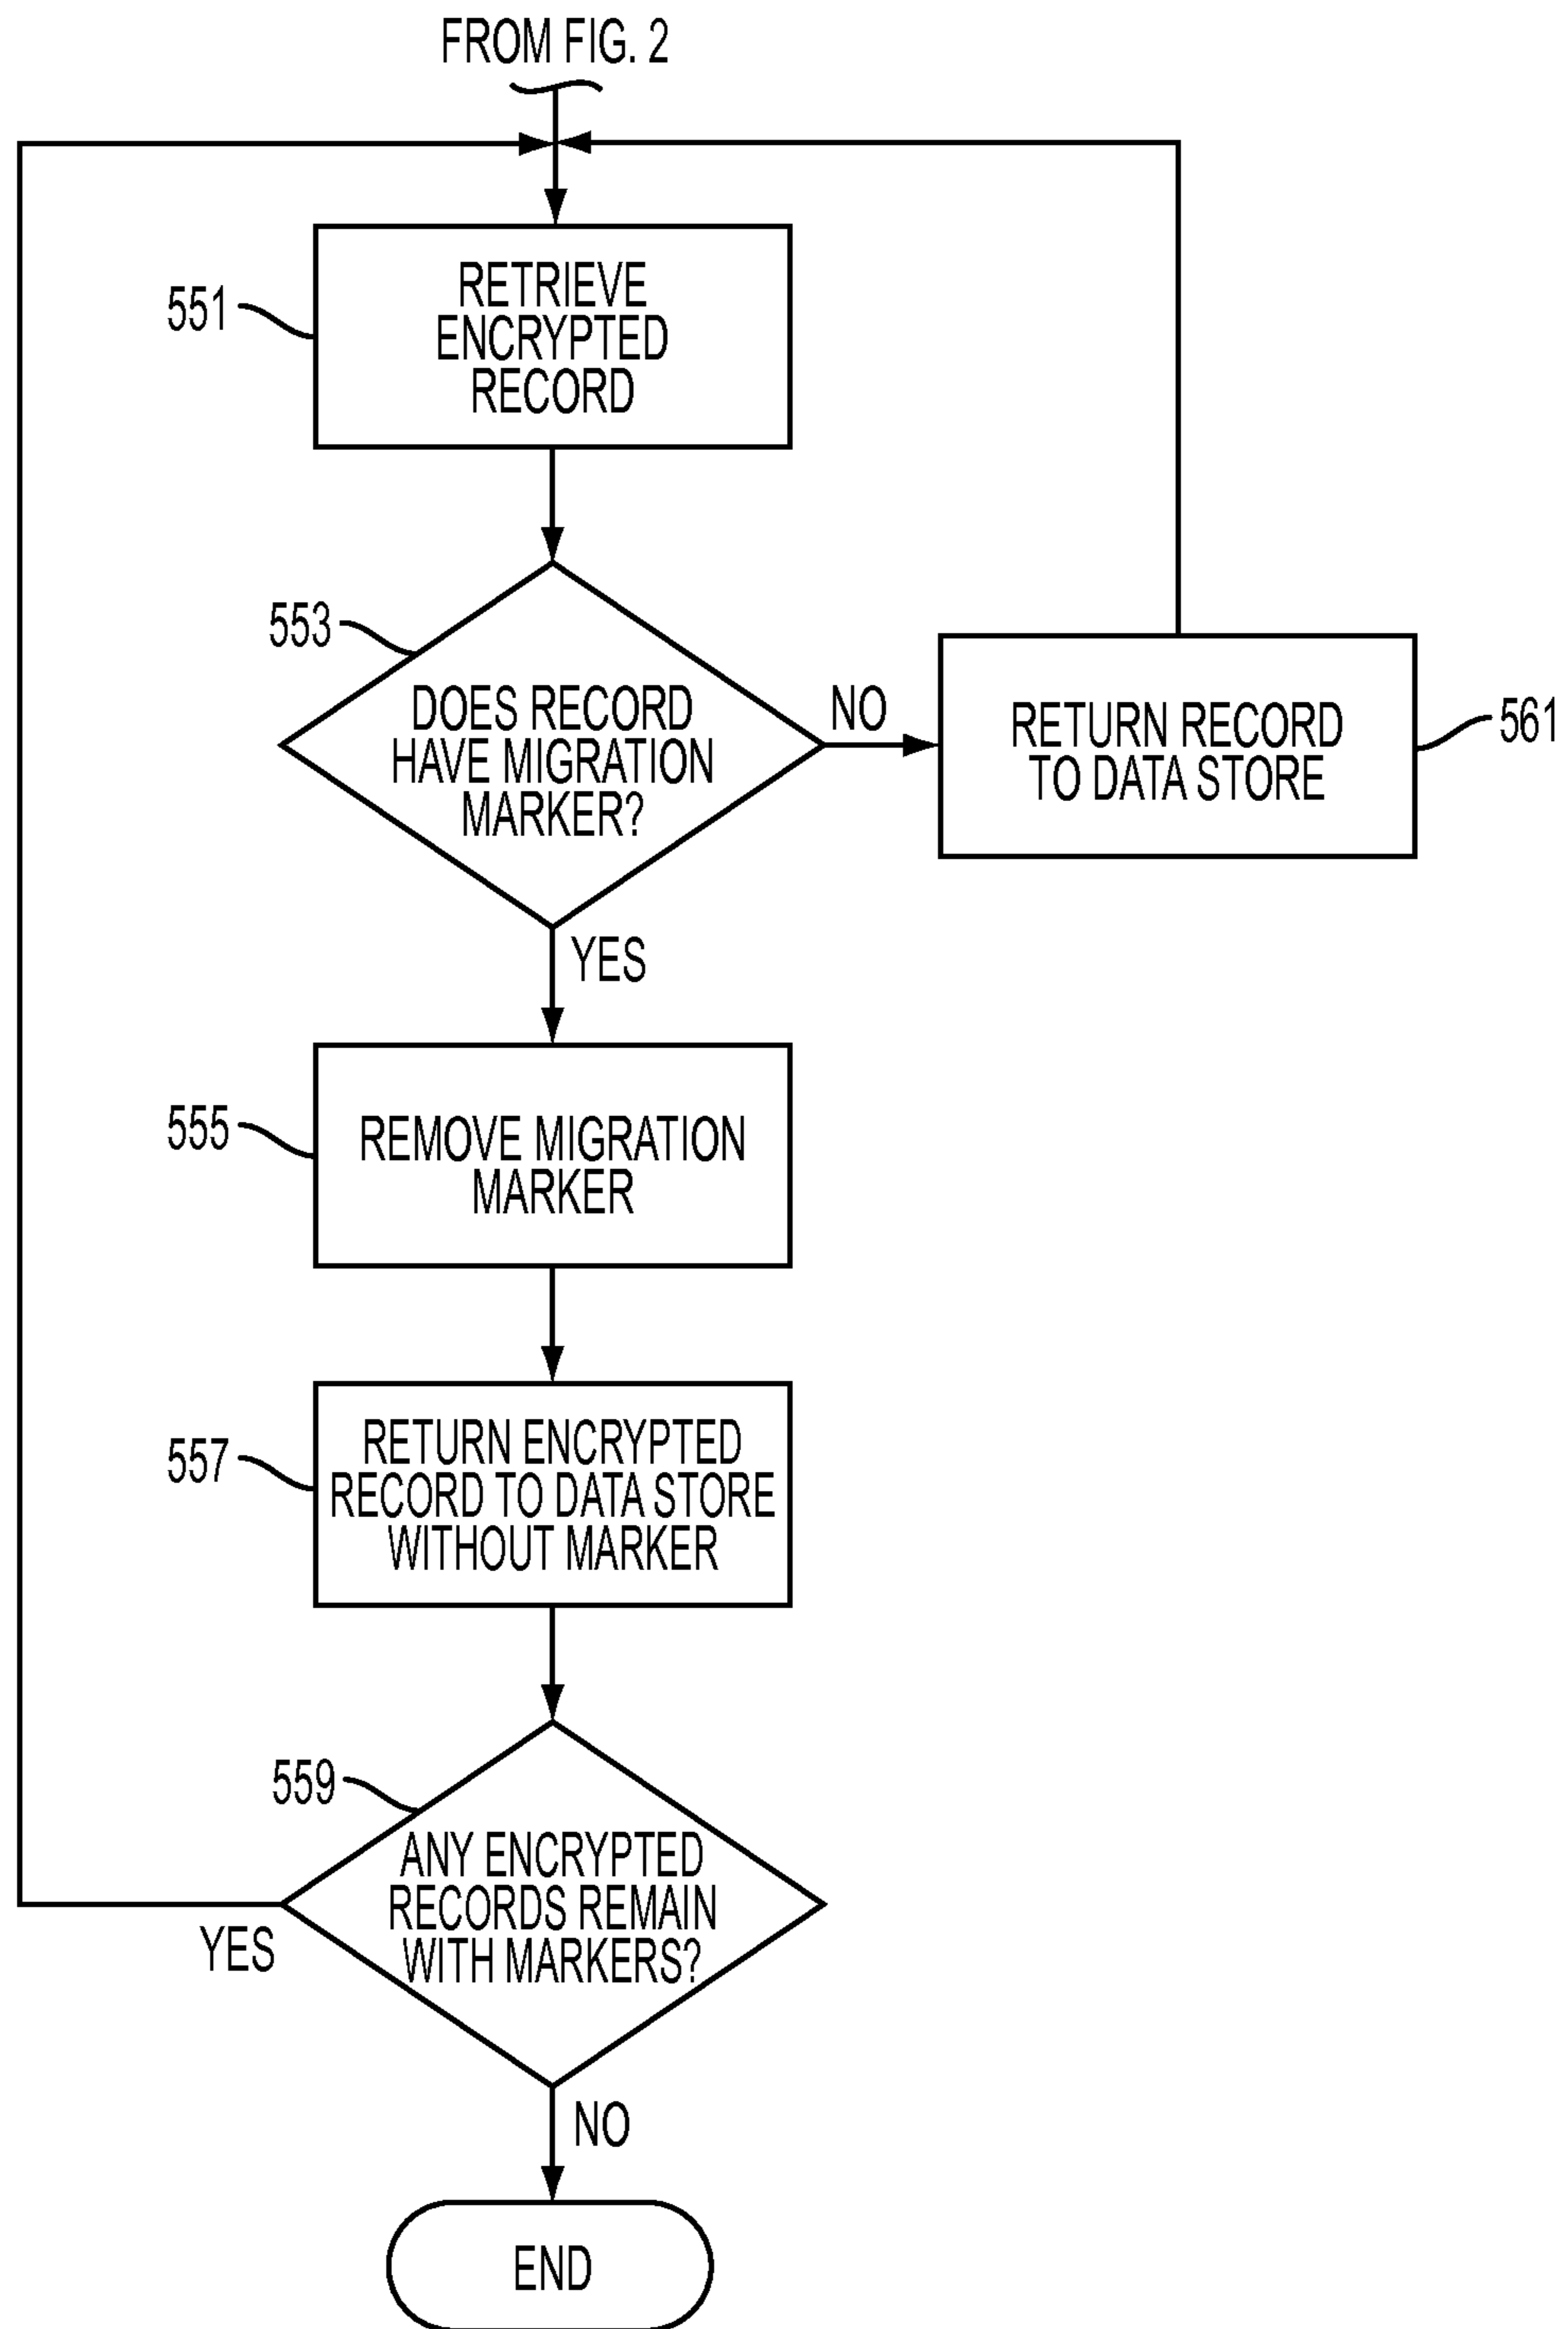 FROM FIG. 2
551
RETRIEVE
ENCRYPTED
RECORD
553
DOES RECORD
HAVE MIGRATION
MARKER?
NO
RETURN RECORD
TO DATA STORE
561
YES
555
REMOVE MIGRATION
MARKER
557
RETURN ENCRYPTED
RECORD TO DATA STORE
WITHOUT MARKER
559
ANY ENCRYPTED
RECORDS REMAIN
WITH MARKERS?
YES
NO
END